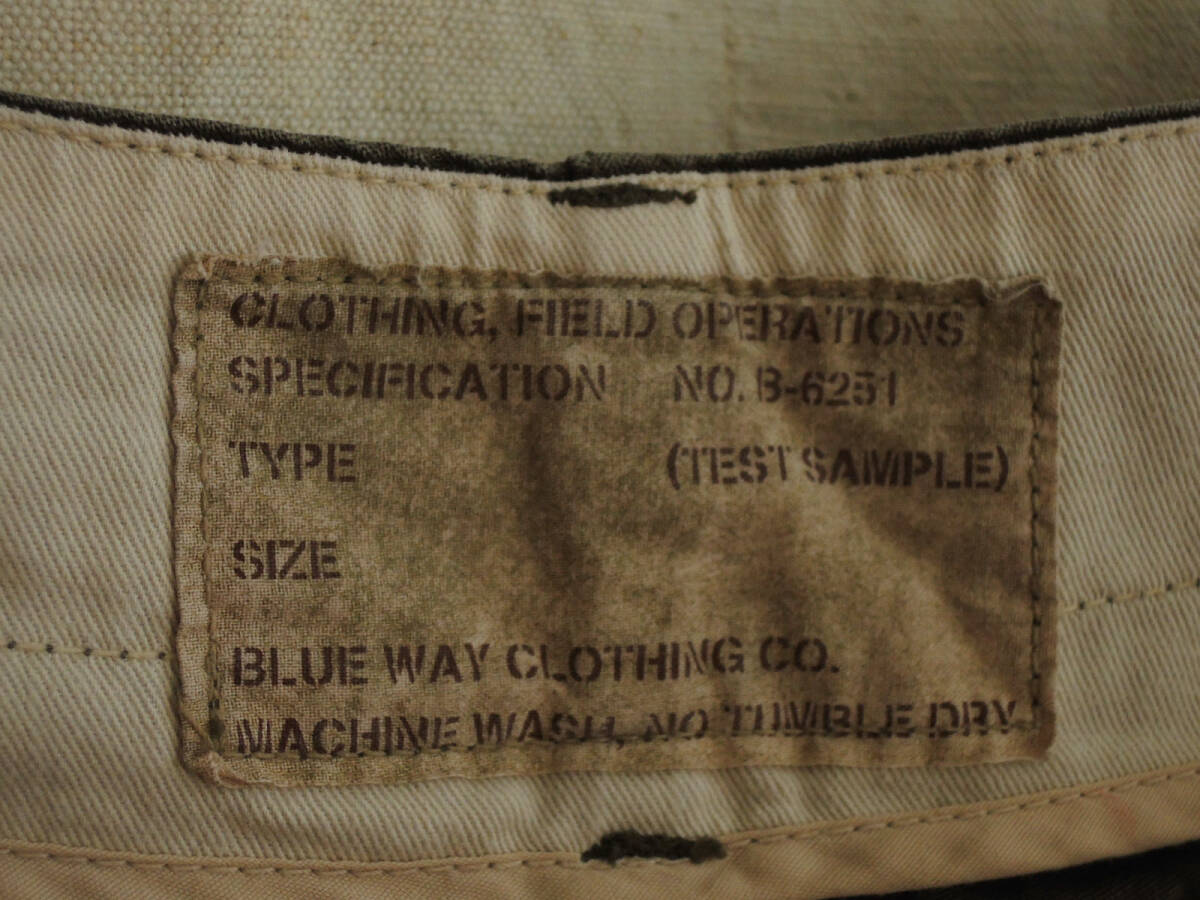 CLOTHING, FIELD OPERATIONS
SPECIFICATION NO. B-6251
TYPE (TEST SAMPLE)
SIZE
BLUE WAY CLOTHING CO.
MACHINE WASH, NO TUMBLE DRY